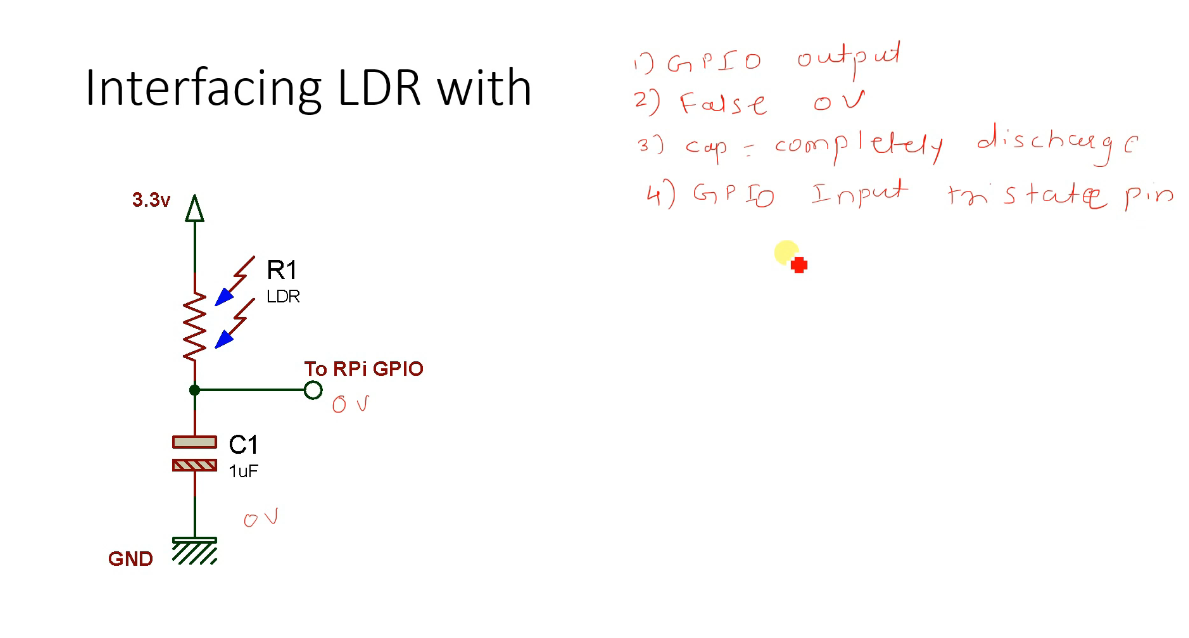 Interfacing LDR with
1) GPIO output
2) False 0V
3) cap = completely discharge
4) GPIO Input tristate pin
3.3v
R1
LDR
To RPi GPIO
0V
C1
1uF
0V
GND